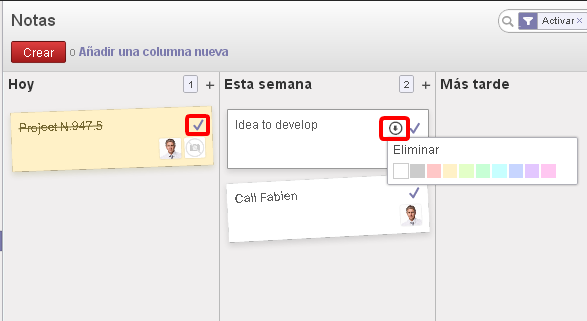 Notas
Activar ×
Crear o Añadir una columna nueva
Hoy 1 + Esta semana 2 + Más tarde
Project N.947.5
Idea to develop
Eliminar
Call Fabien